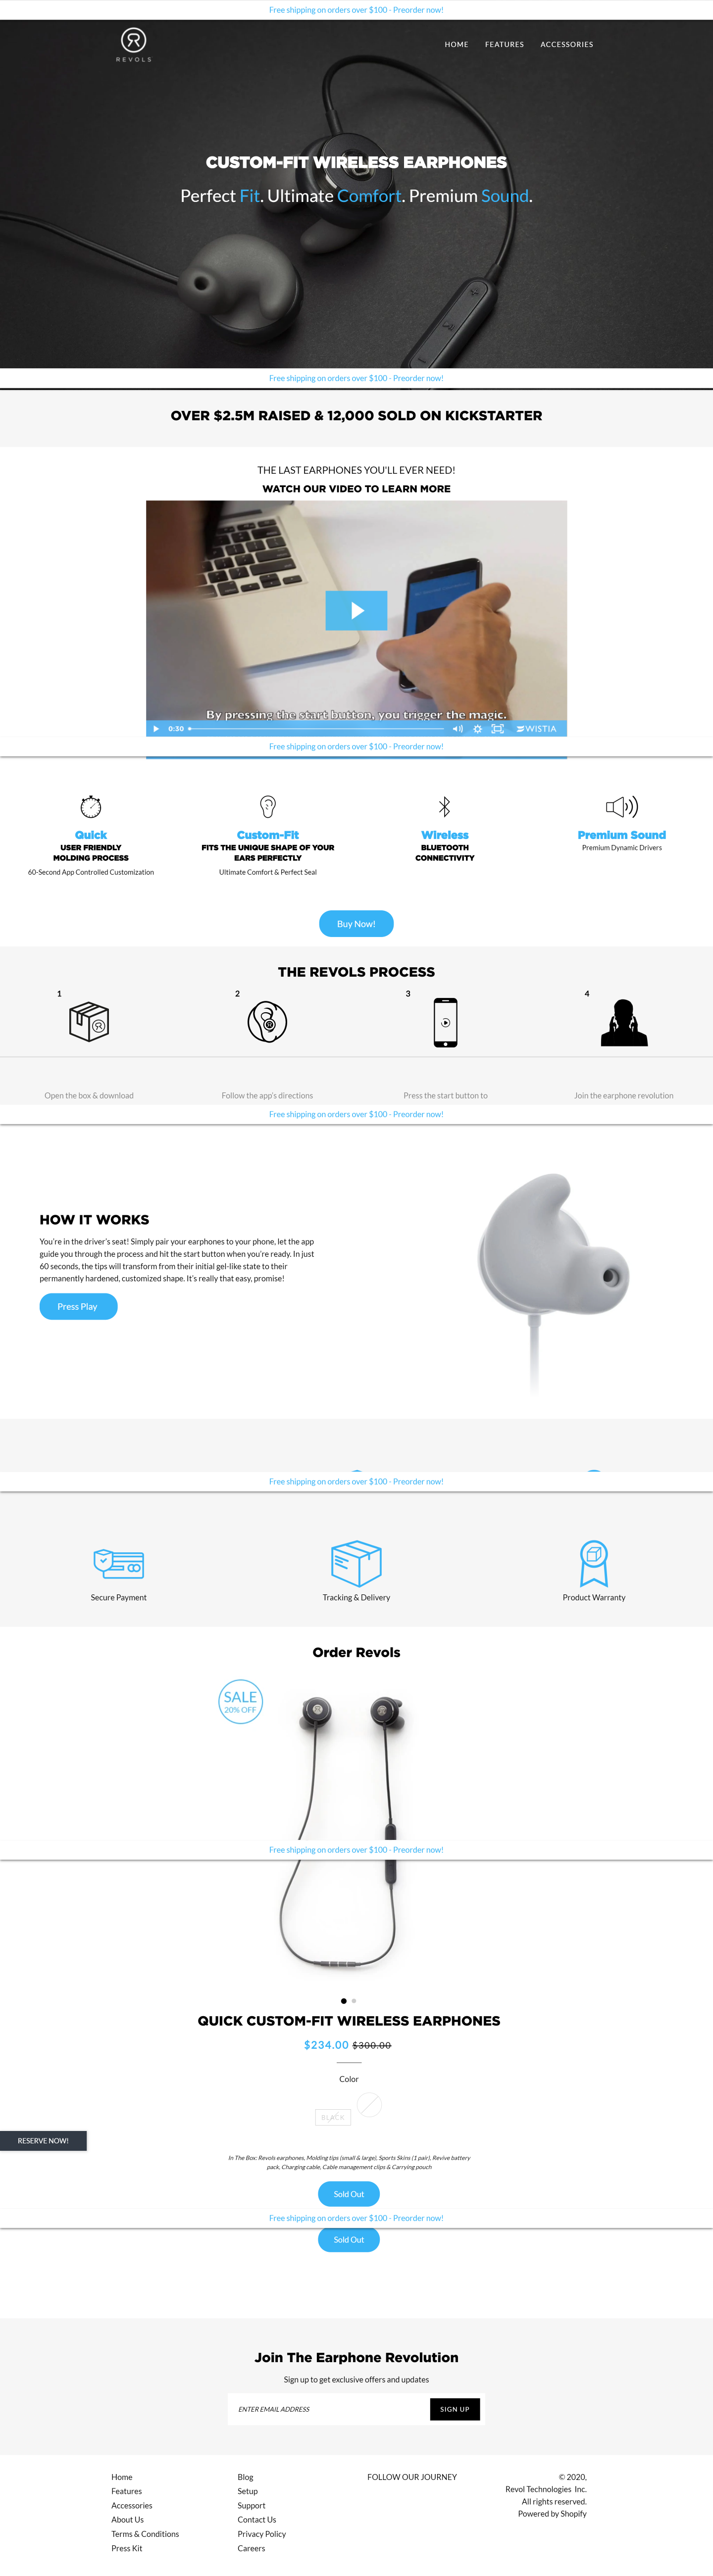 Free shipping on orders over $100 - Preorder now!
REVOLS
HOME FEATURES ACCESSORIES
CUSTOM-FIT WIRELESS EARPHONES
Perfect Fit. Ultimate Comfort. Premium Sound.
Free shipping on orders over $100 - Preorder now!
OVER $2.5M RAISED & 12,000 SOLD ON KICKSTARTER
THE LAST EARPHONES YOU'LL EVER NEED!
WATCH OUR VIDEO TO LEARN MORE
By pressing the start button, you trigger the magic.
0:30 WISTIA
Free shipping on orders over $100 - Preorder now!
Quick
USER FRIENDLY
MOLDING PROCESS
60-Second App Controlled Customization
Custom-Fit
FITS THE UNIQUE SHAPE OF YOUR
EARS PERFECTLY
Ultimate Comfort & Perfect Seal
Wireless
BLUETOOTH
CONNECTIVITY
Premium Sound
Premium Dynamic Drivers
Buy Now!
THE REVOLS PROCESS
1 2 3 4
Open the box & download
Follow the app's directions
Press the start button to
Join the earphone revolution
Free shipping on orders over $100 - Preorder now!
HOW IT WORKS
You're in the driver's seat! Simply pair your earphones to your phone, let the app
guide you through the process and hit the start button when you're ready. In just
60 seconds, the tips will transform from their initial gel-like state to their
permanently hardened, customized shape. It's really that easy, promise!
Press Play
Free shipping on orders over $100 - Preorder now!
Secure Payment
Tracking & Delivery
Product Warranty
Order Revols
SALE
20% OFF
Free shipping on orders over $100 - Preorder now!
QUICK CUSTOM-FIT WIRELESS EARPHONES
$234.00 $300.00
Color
BLACK
RESERVE NOW!
In The Box: Revols earphones, Molding tips (small & large), Sports Skins (1 pair), Revive battery
pack, Charging cable, Cable management clips & Carrying pouch
Sold Out
Free shipping on orders over $100 - Preorder now!
Sold Out
Join The Earphone Revolution
Sign up to get exclusive offers and updates
ENTER EMAIL ADDRESS
SIGN UP
Home
Features
Accessories
About Us
Terms & Conditions
Press Kit
Blog
Setup
Support
Contact Us
Privacy Policy
Careers
FOLLOW OUR JOURNEY
© 2020,
Revol Technologies Inc.
All rights reserved.
Powered by Shopify